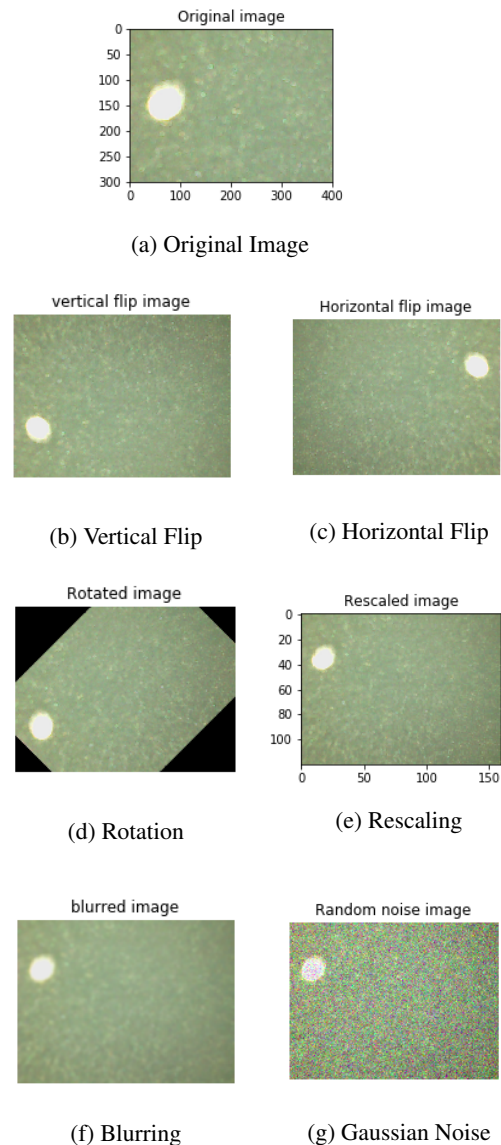 Original image
0
50
100
150
200
250
300
0 100 200 300 400
(a) Original Image
vertical flip image
Horizontal flip image
(b) Vertical Flip
(c) Horizontal Flip
Rotated image
Rescaled image
0
20
40
60
80
100
0 50 100 150
(d) Rotation
(e) Rescaling
blurred image
Random noise image
(f) Blurring
(g) Gaussian Noise